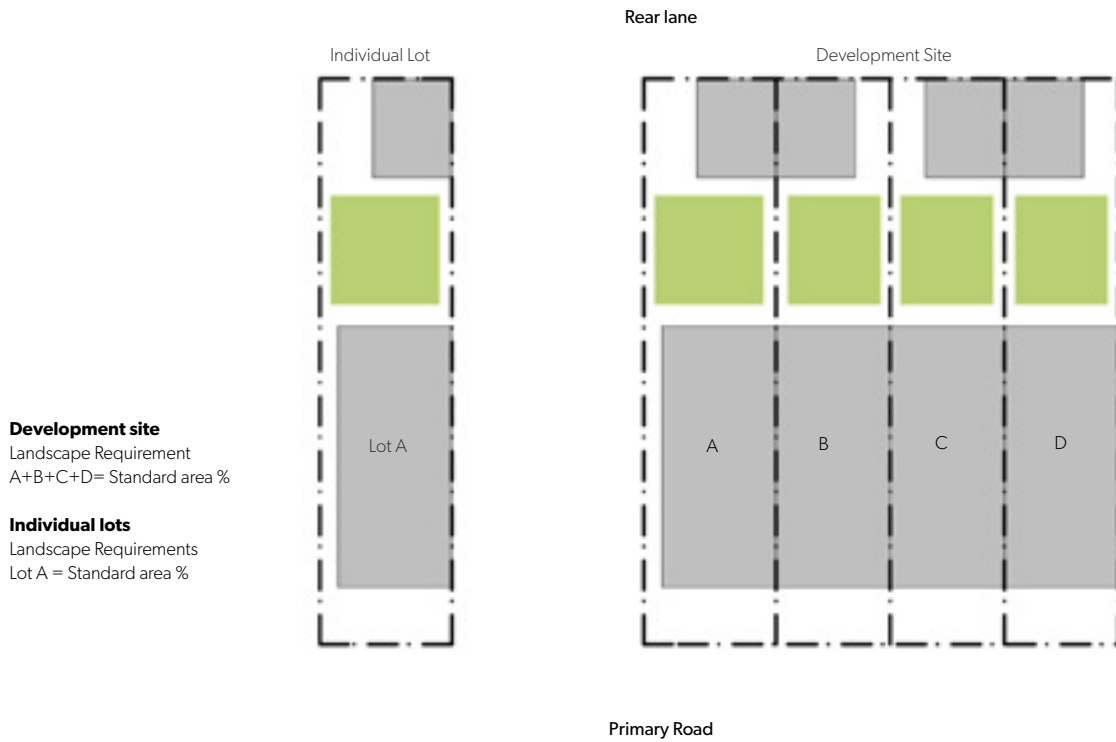 Rear lane
Individual Lot
Development Site
Lot A
A
B
C
D
Development site
Landscape Requirement
A+B+C+D= Standard area %
Individual lots
Landscape Requirements
Lot A = Standard area %
Primary Road